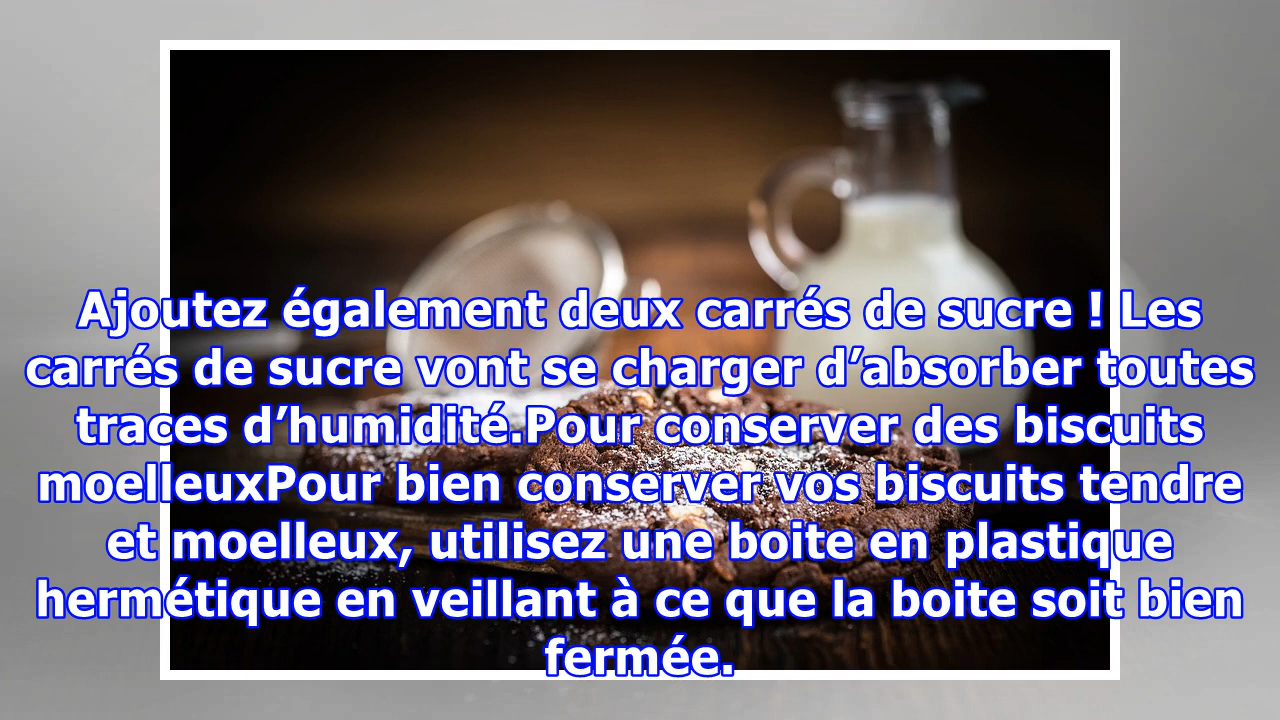 Ajoutez également deux carrés de sucre ! Les
carrés de sucre vont se charger d’absorber toutes
traces d’humidité.Pour conserver des biscuits
moelleuxPour bien conserver vos biscuits tendre
et moelleux, utilisez une boite en plastique
hermétique en veillant à ce que la boite soit bien
fermée.